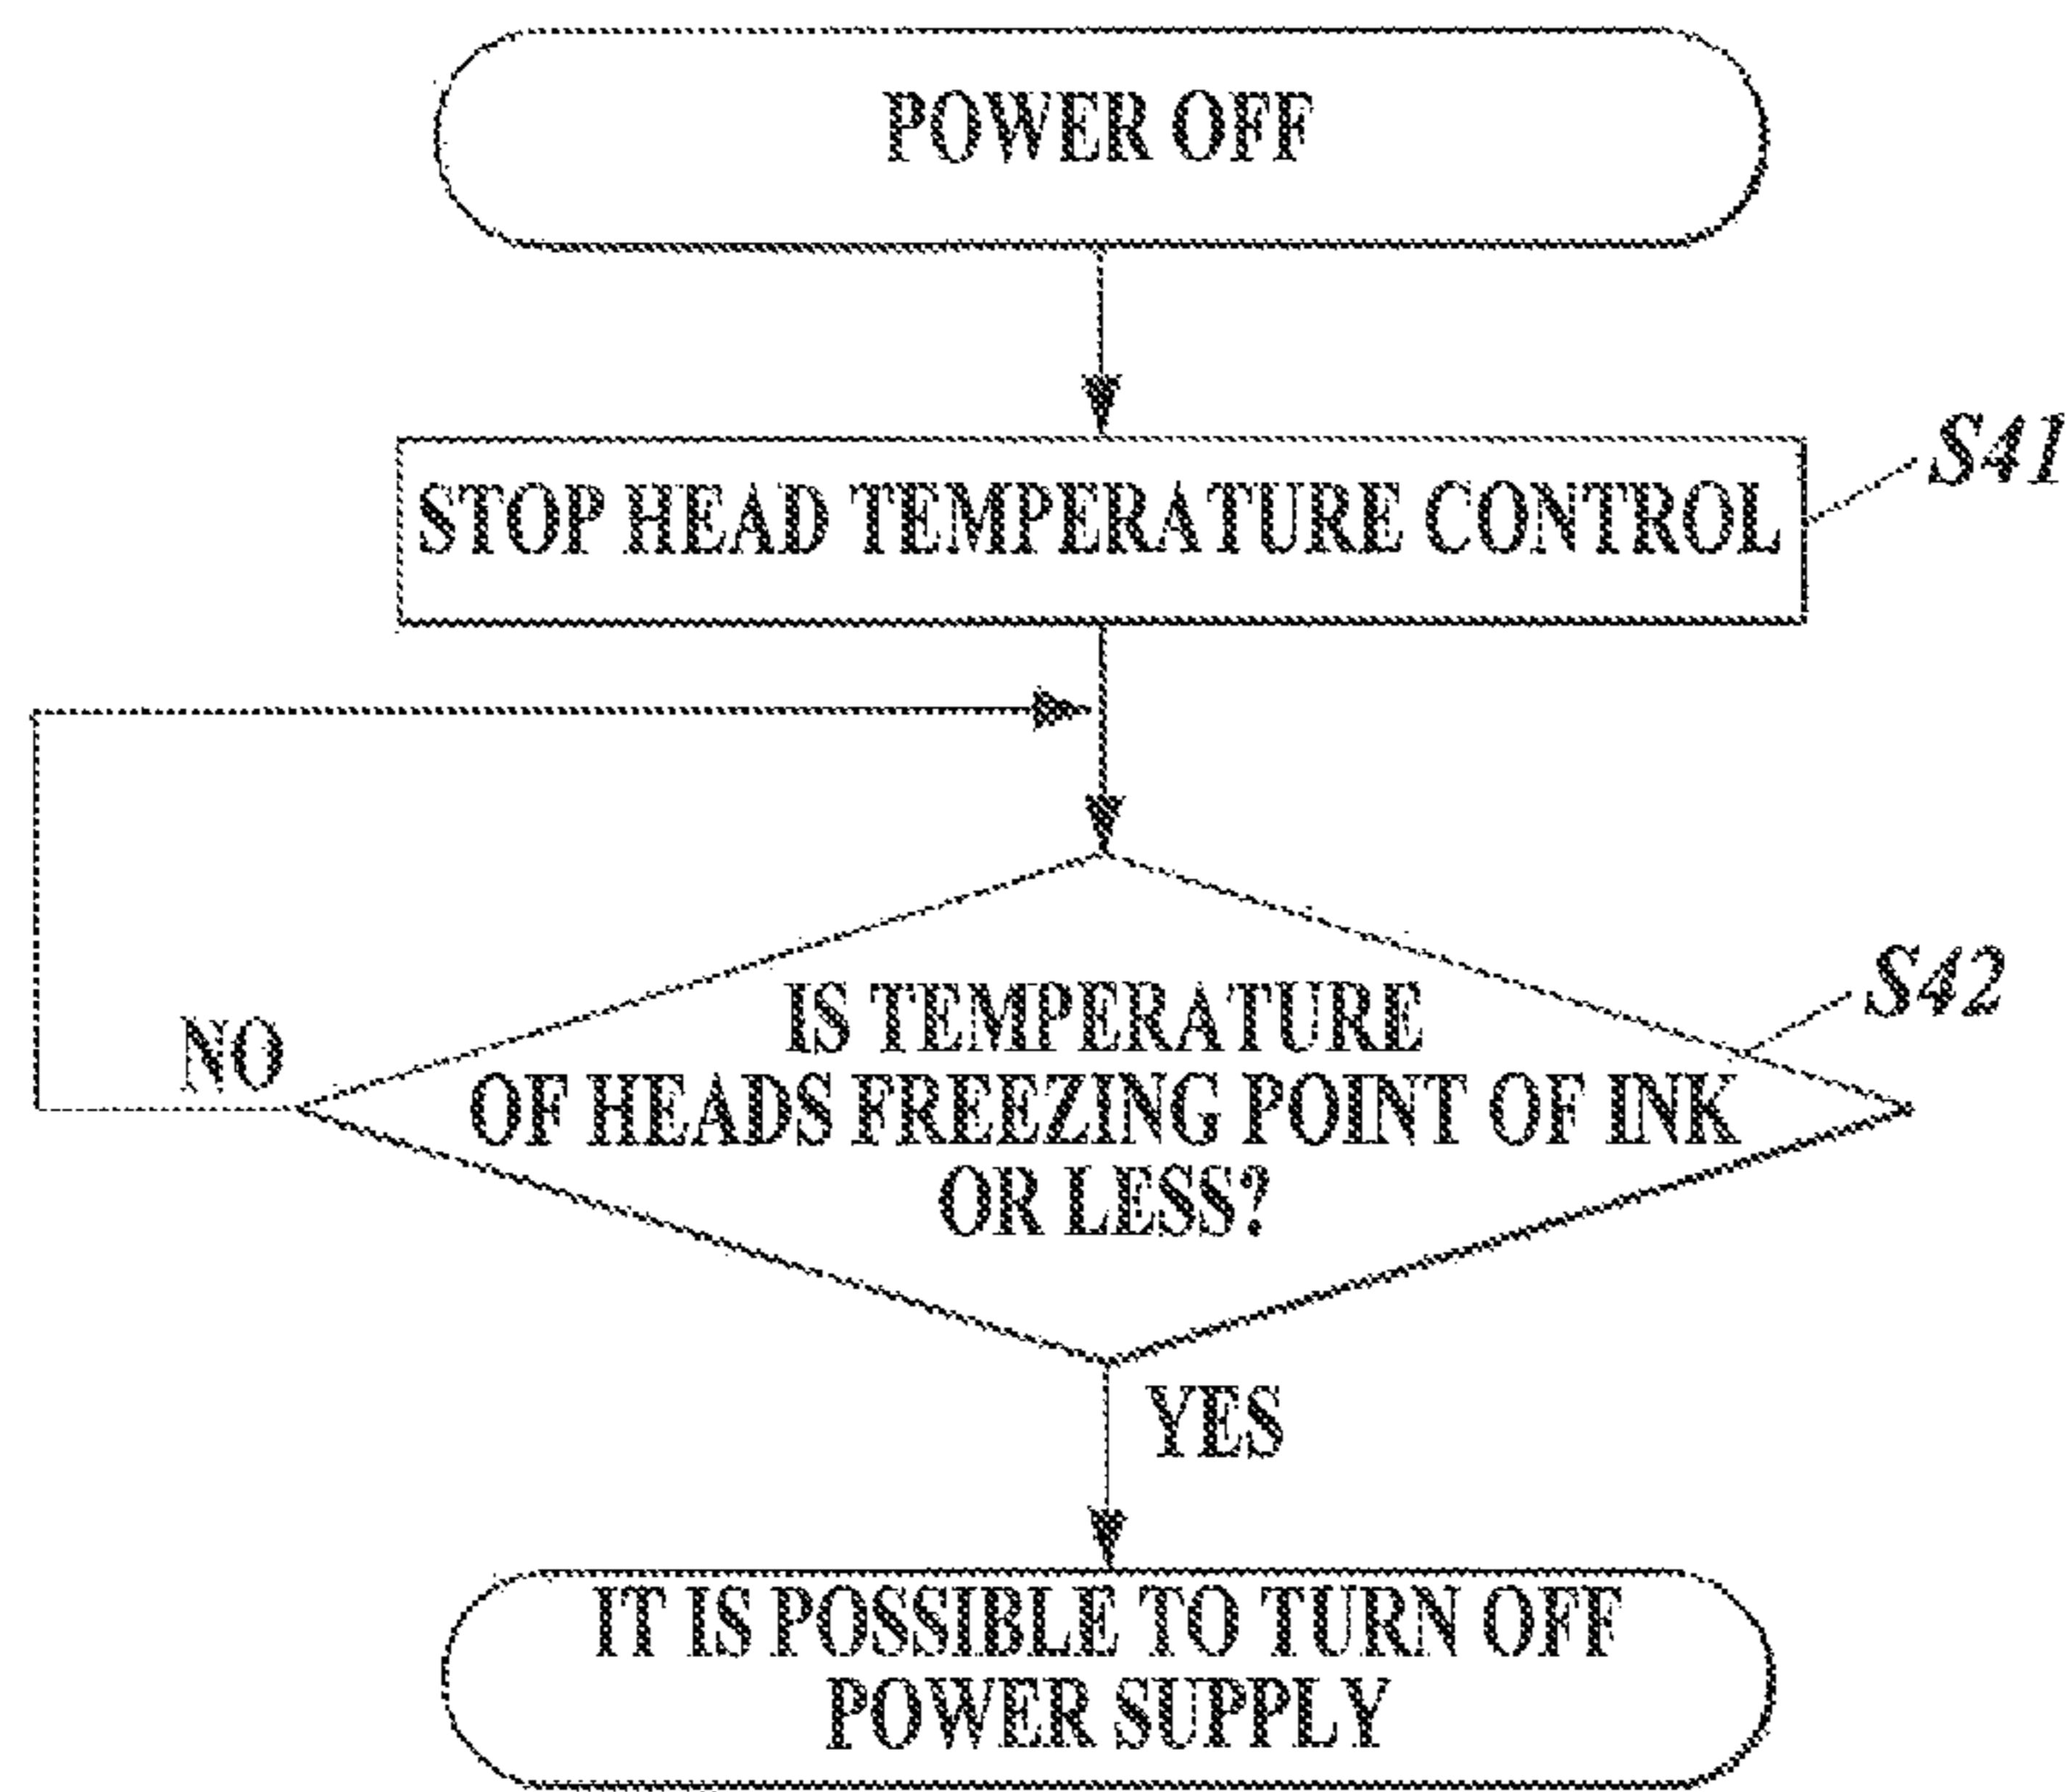 POWER OFF
STOP HEAD TEMPERATURE CONTROL
S41
IS TEMPERATURE
OF HEADS FREEZING POINT OF INK
OR LESS?
S42
NO
YES
IT IS POSSIBLE TO TURN OFF
POWER SUPPLY